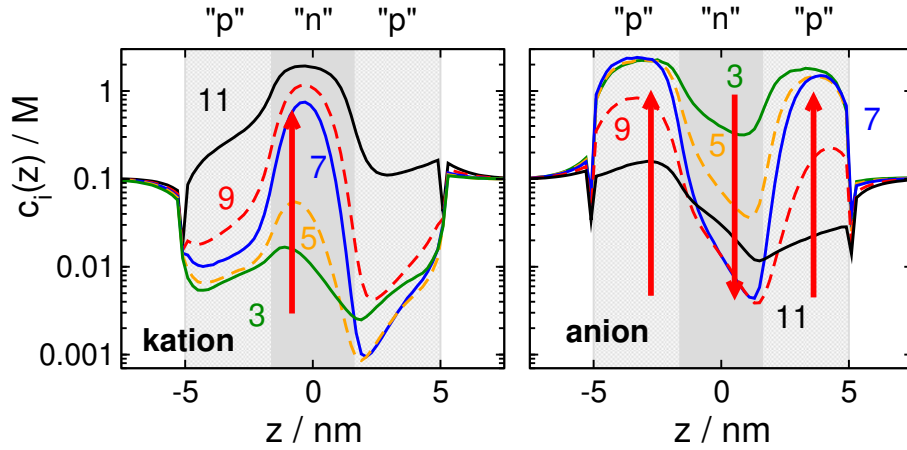 "p" "n" "p" "p" "n" "p"
c_i(z) / M
1
0.1
0.01
0.001
11
9
7
5
3
kation
3
5
9
7
11
anion
-5 0 5 -5 0 5
z / nm z / nm